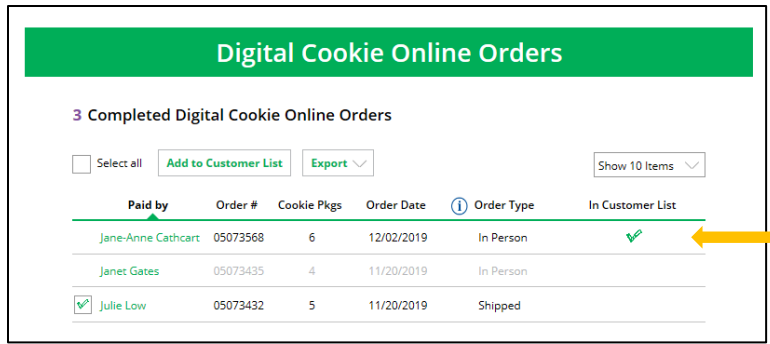 Digital Cookie Online Orders
3 Completed Digital Cookie Online Orders
Select all Add to Customer List Export Show 10 Items
Paid by Order # Cookie Pkgs Order Date i Order Type In Customer List
Jane-Anne Cathcart 05073568 6 12/02/2019 In Person
Janet Gates 05073435 4 11/20/2019 In Person
Julie Low 05073432 5 11/20/2019 Shipped